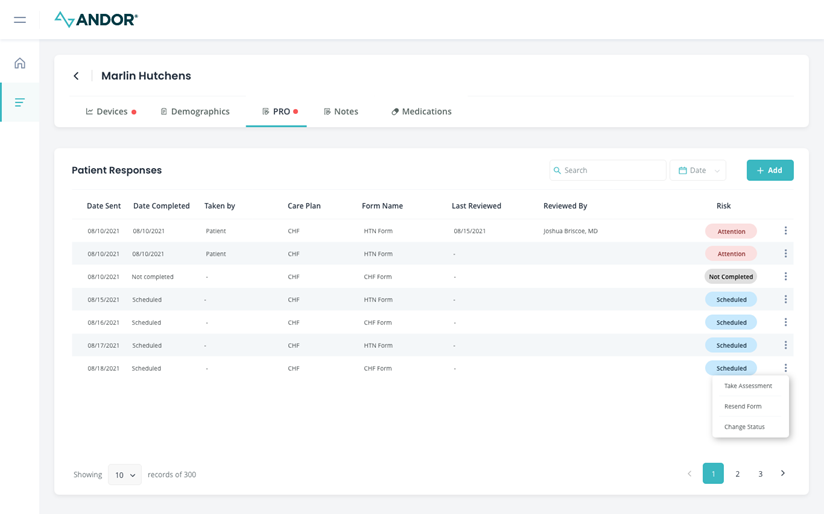 ANDOR®
Marlin Hutchens
Devices Demographics PRO Notes Medications
Patient Responses Search Date + Add
Date Sent Date Completed Taken by Care Plan Form Name Last Reviewed Reviewed By Risk
08/10/2021 08/10/2021 Patient CHF HTN Form 08/15/2021 Joshua Briscoe, MD Attention
08/10/2021 08/10/2021 Patient CHF HTN Form - Attention
08/10/2021 Not completed - CHF CHF Form - Not Completed
08/15/2021 Scheduled - CHF HTN Form - Scheduled
08/16/2021 Scheduled - CHF CHF Form - Scheduled
08/17/2021 Scheduled - CHF HTN Form - Scheduled
08/18/2021 Scheduled - CHF CHF Form - Scheduled
Take Assessment
Resend Form
Change Status
Showing 10 records of 300 1 2 3